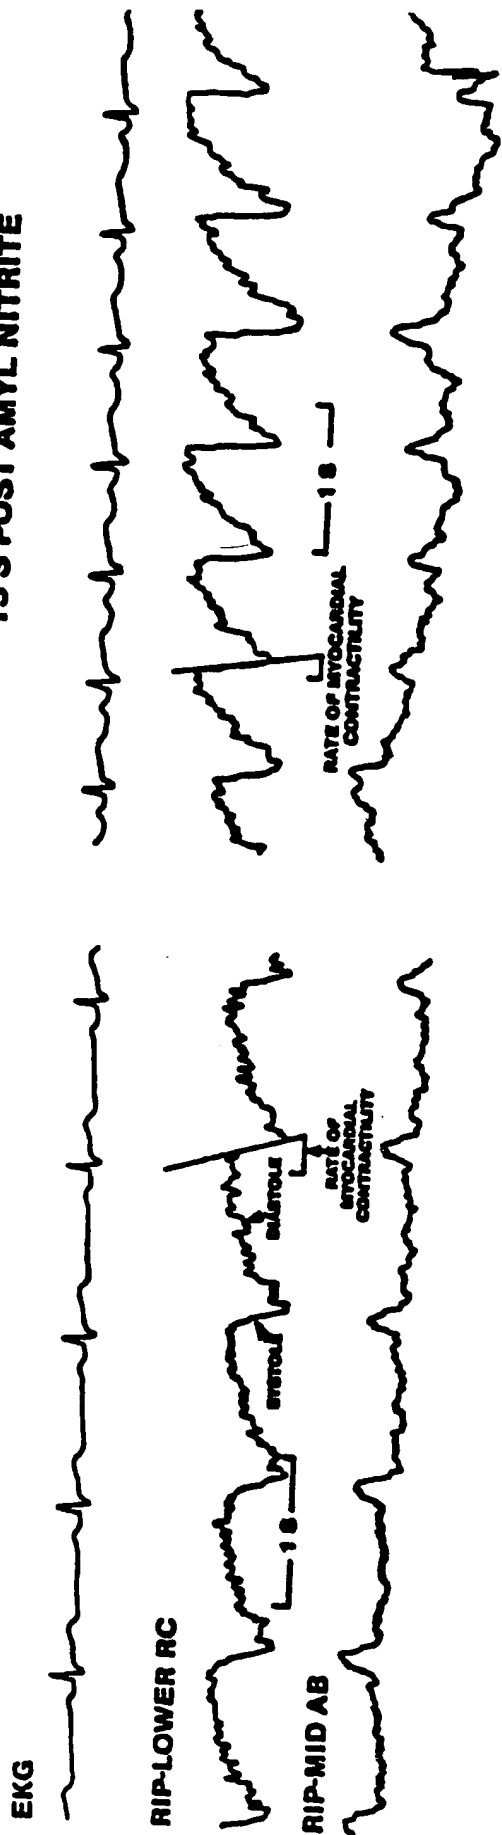 15 S POST AMYL NITRITE
EKG
RIP-LOWER RC
SYSTOLE
DIASTOLE
1 S
RATE OF
MYOCARDIAL
CONTRACTILITY
1 S
RATE OF MYOCARDIAL
CONTRACTILITY
RIP-MID AB